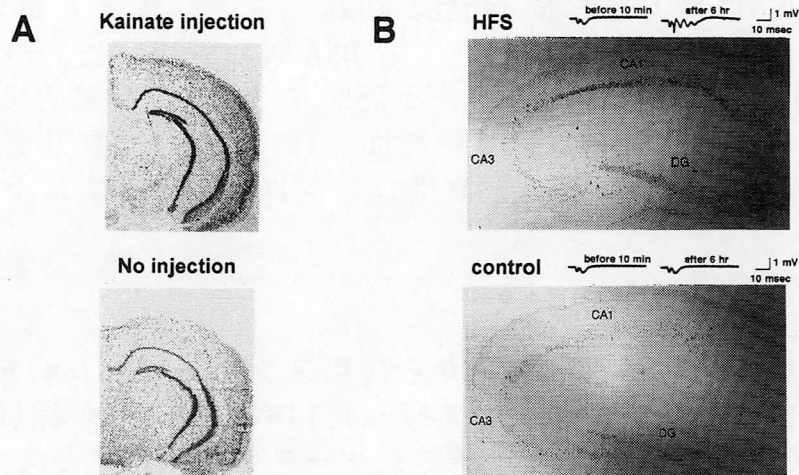 A
Kainate injection
No injection
B
HFS
before 10 min
after 6 hr
1 mV
10 msec
CA1
CA3
DG
control
before 10 min
after 6 hr
1 mV
10 msec
CA1
CA3
DG